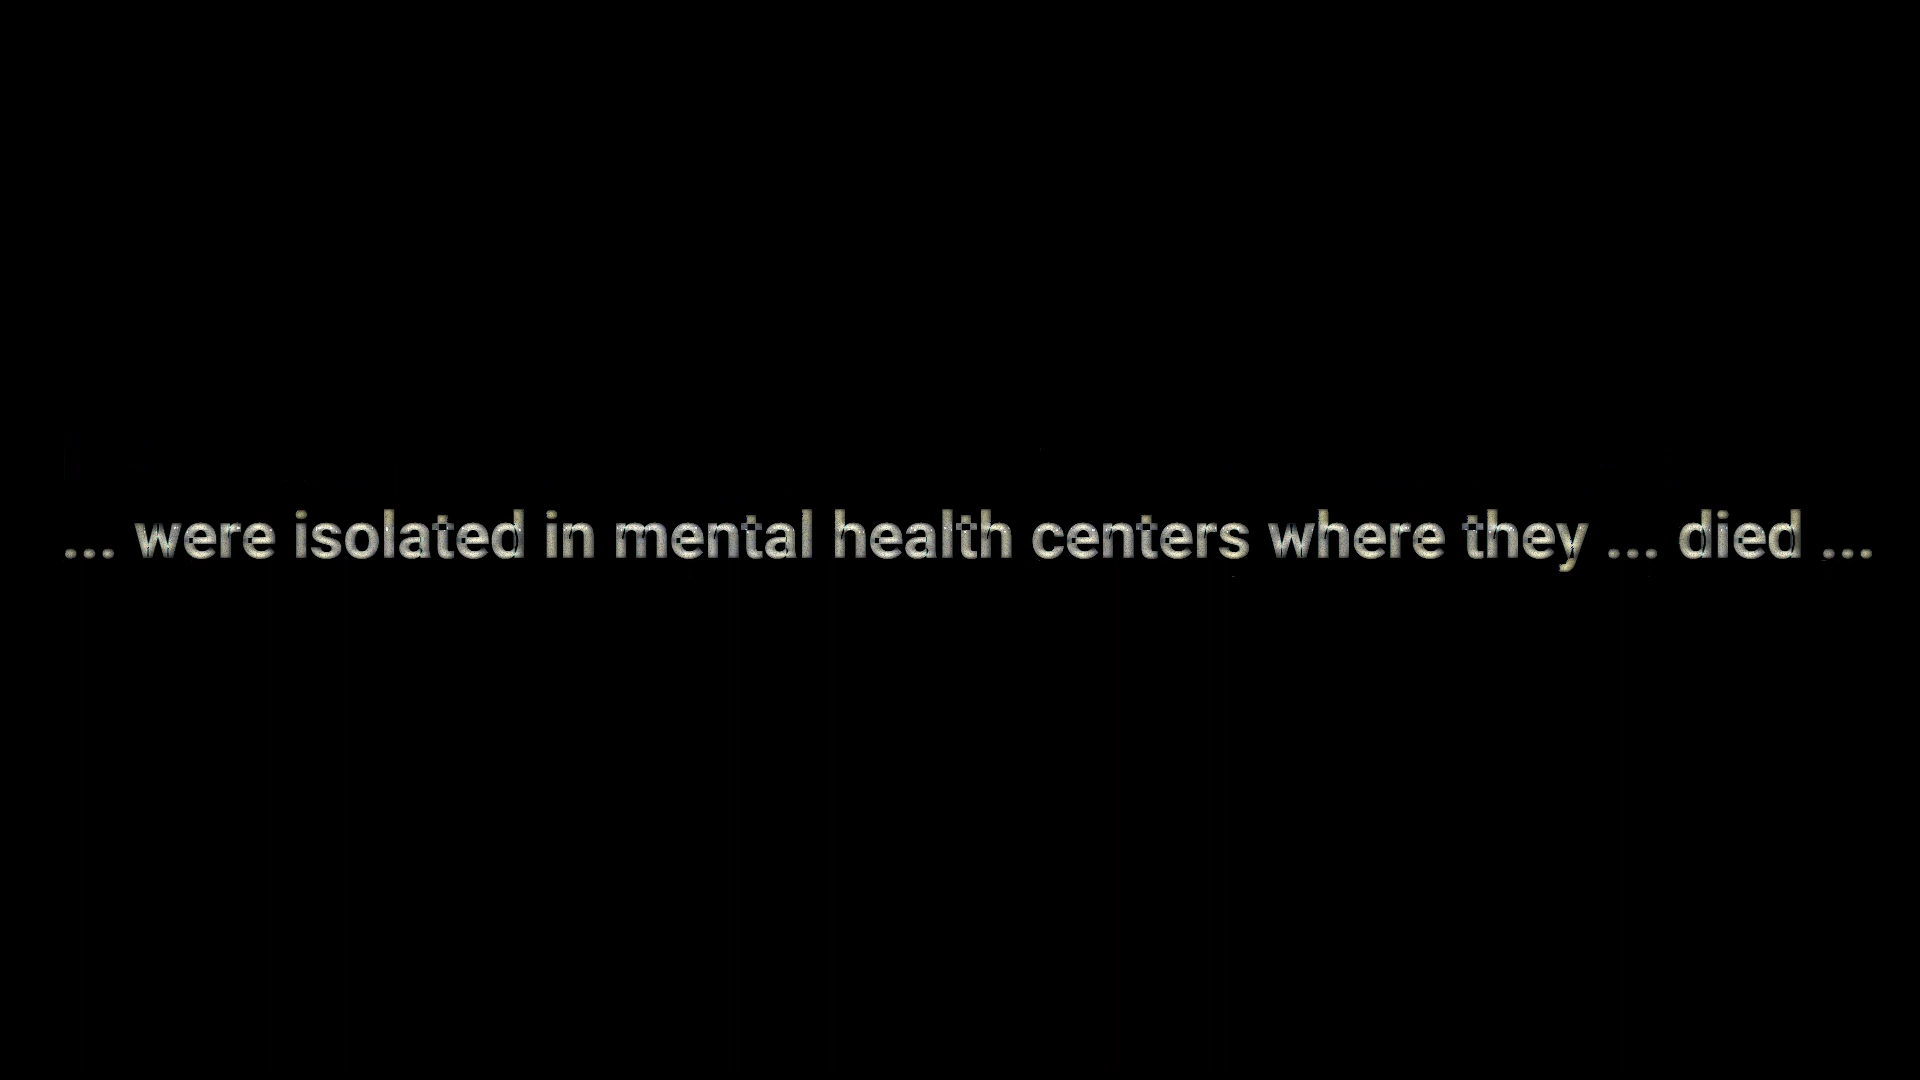 ... were isolated in mental health centers where they ... died ...